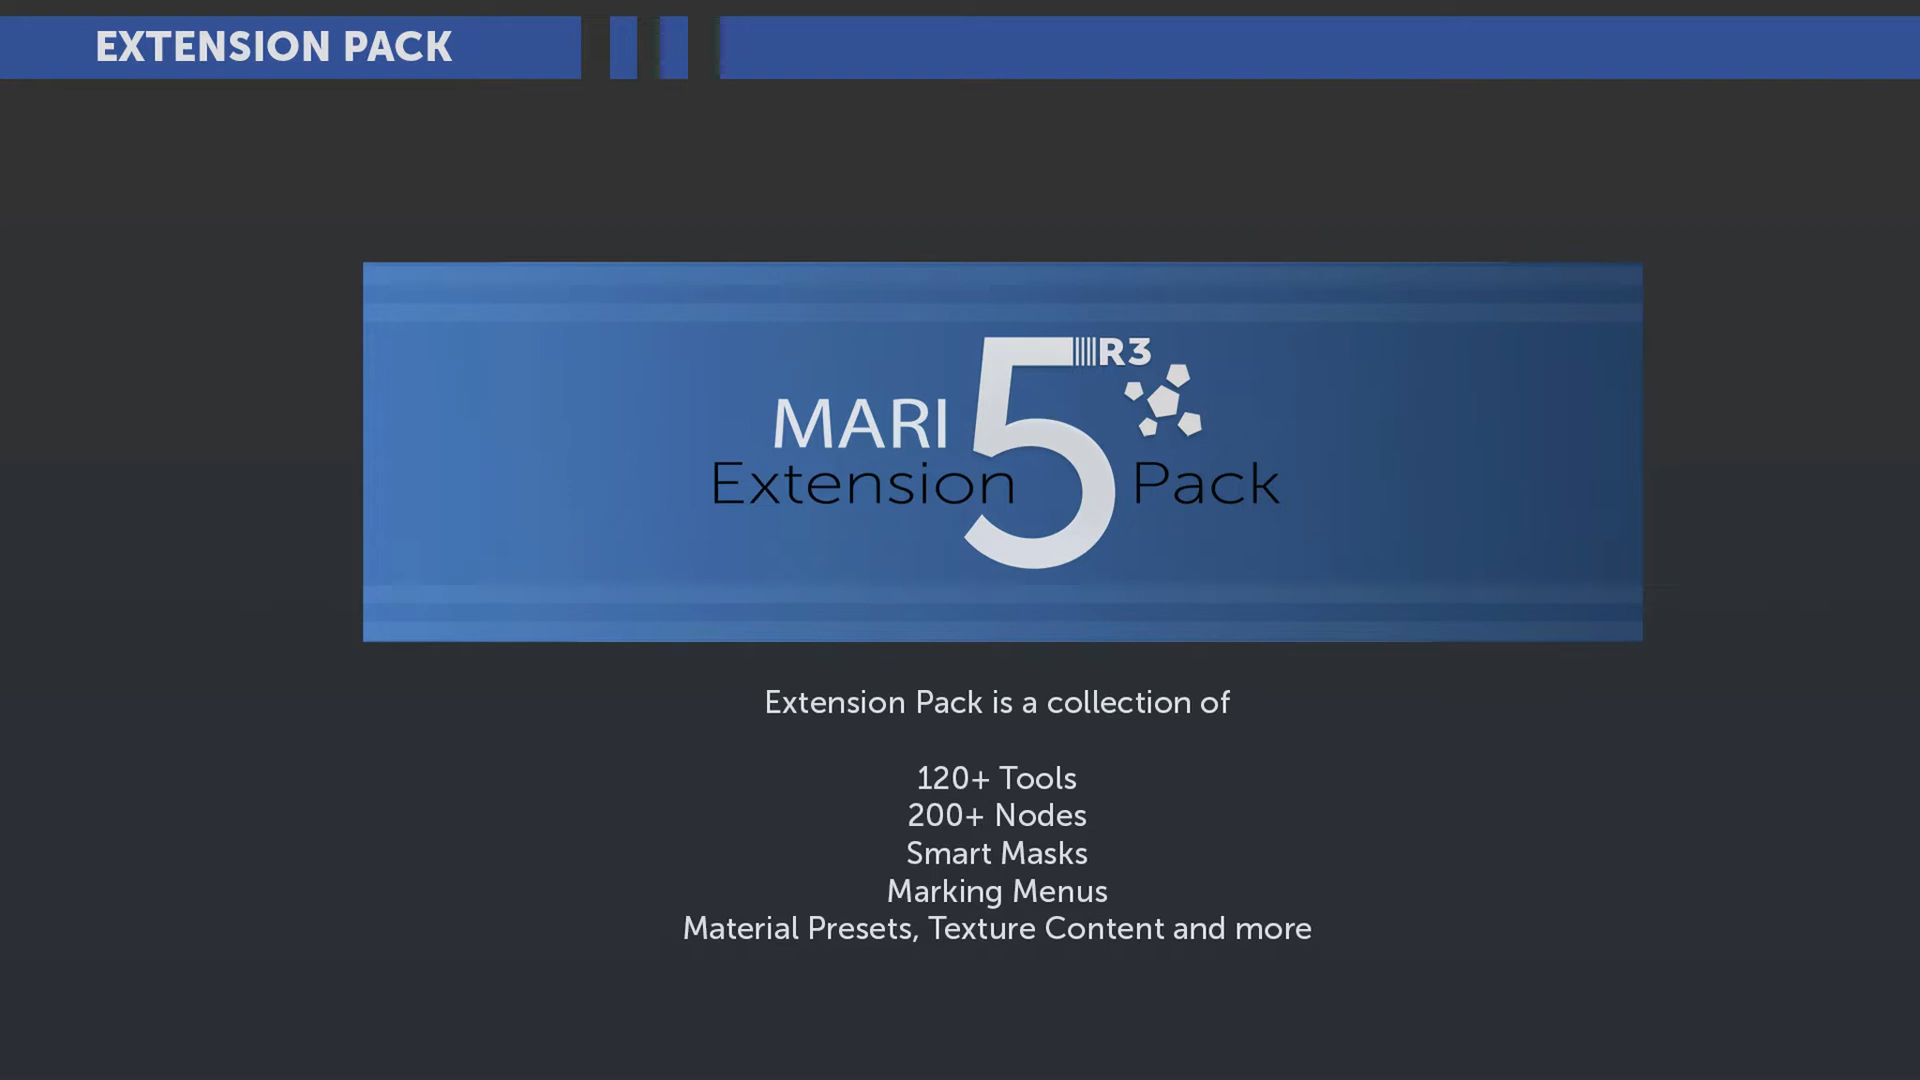 EXTENSION PACK
MARI 5 R3
Extension Pack
Extension Pack is a collection of
120+ Tools
200+ Nodes
Smart Masks
Marking Menus
Material Presets, Texture Content and more